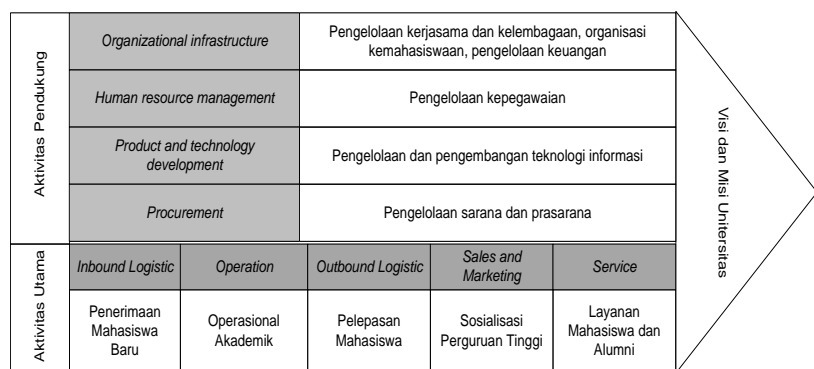 Aktivitas Pendukung
Organizational infrastructure
Pengelolaan kerjasama dan kelembagaan, organisasi
kemahasiswaan, pengelolaan keuangan
Human resource management
Pengelolaan kepegawaian
Product and technology
development
Pengelolaan dan pengembangan teknologi informasi
Procurement
Pengelolaan sarana dan prasarana
Aktivitas Utama
Inbound Logistic
Operation
Outbound Logistic
Sales and
Marketing
Service
Penerimaan
Mahasiswa
Baru
Operasional
Akademik
Pelepasan
Mahasiswa
Sosialisasi
Perguruan Tinggi
Layanan
Mahasiswa dan
Alumni
Visi dan Misi Unitersitas